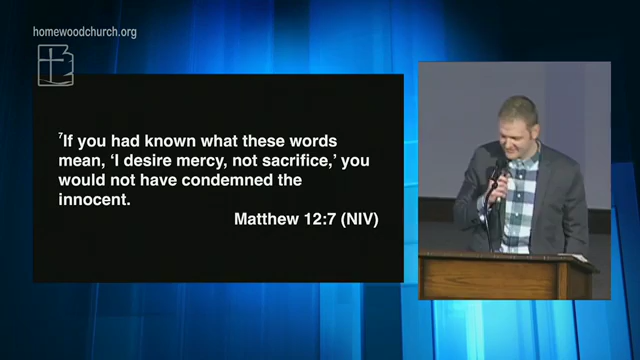 homewoodchurch.org
⁷If you had known what these words
mean, ‘I desire mercy, not sacrifice,’ you
would not have condemned the
innocent.
Matthew 12:7 (NIV)